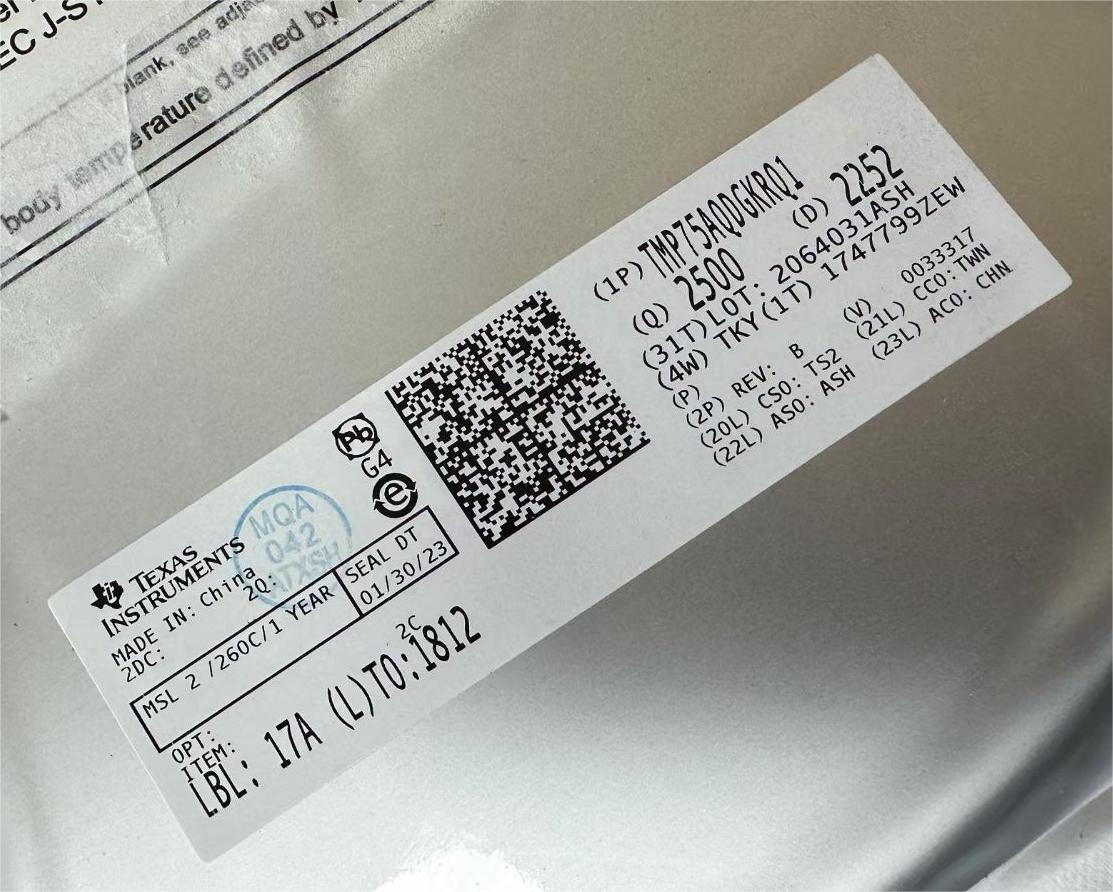 EC J-S
blank, see adja
body temperature defined by
TEXAS
INSTRUMENTS
MADE IN: China
2DC: 2Q:
MQA
042
ATXSH
MSL 2 /260C/1 YEAR
SEAL DT
01/30/23
OPT:
ITEM:
2C
LBL: 17A (L)TO:1812
Pb
G4
e
(1P) TMP75AQDGKRQ1
(Q) 2500 (D) 2252
(31T)LOT: 2064031ASH
(4W) TKY(1T) 1747799ZEW
(P)
(2P) REV: B (V) 0033317
(20L) CSO: TS2 (21L) CCO:TWN
(22L) ASO: ASH (23L) ACO: CHN